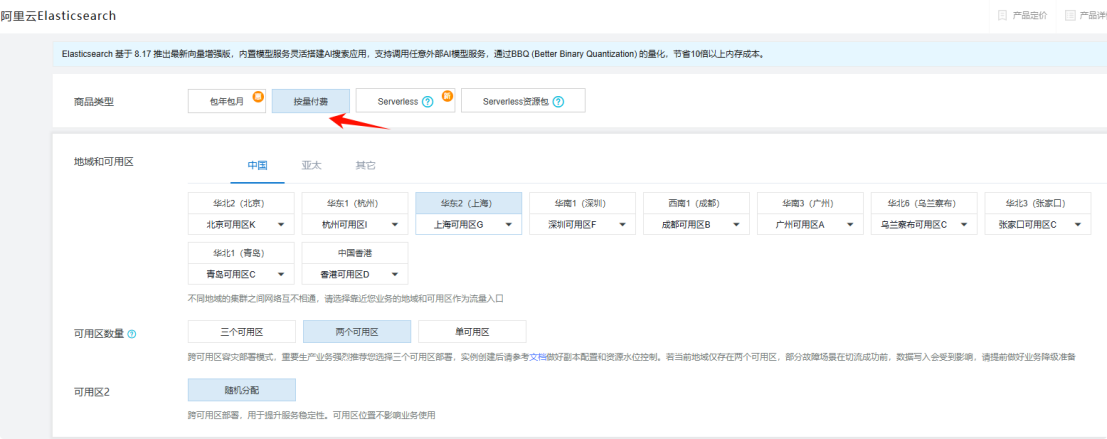 阿里云Elasticsearch
产品定价 产品详
Elasticsearch 基于 8.17 推出最新向量增强版，内置模型服务灵活搭建AI搜索应用，支持调用任意外部AI模型服务，通过BBQ (Better Binary Quantization) 的量化，节省10倍以上内存成本。
商品类型 包年包月 按量付费 Serverless Serverless资源包
地域和可用区 中国 亚太 其它
华北2（北京） 华东1（杭州） 华东2（上海） 华南1（深圳） 西南1（成都） 华南3（广州） 华北6（乌兰察布） 华北3（张家口）
北京可用区K 杭州可用区I 上海可用区G 深圳可用区F 成都可用区B 广州可用区A 乌兰察布可用区C 张家口可用区C
华北1（青岛） 中国香港
青岛可用区C 香港可用区D
不同地域的集群之间网络互不相通，请选择靠近您业务的地域和可用区作为流量入口
可用区数量 三个可用区 两个可用区 单可用区
跨可用区容灾部署模式，重要生产业务强烈推荐您选择三个可用区部署，实例创建后请参考文档做好副本配置和资源水位控制。若当前地域仅存在两个可用区，部分故障场景在切流成功前，数据写入会受到影响，请提前做好业务降级准备
可用区2 随机分配
跨可用区部署，用于提升服务稳定性。可用区位置不影响业务使用